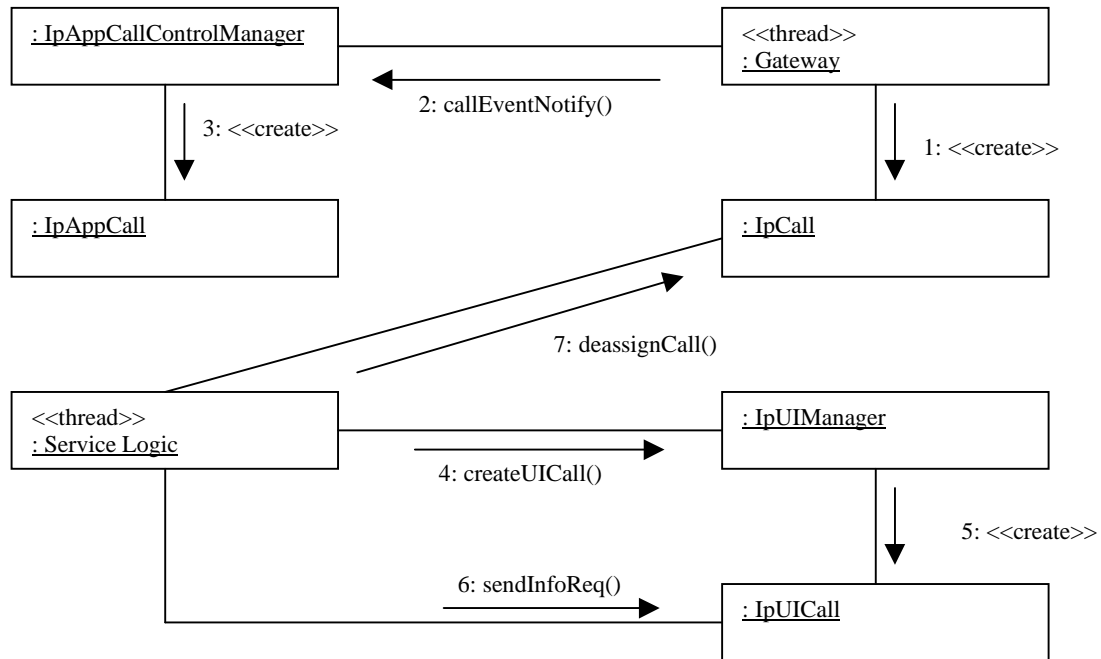 : IpAppCallControlManager
<<thread>>
: Gateway
2: callEventNotify()
3: <<create>>
1: <<create>>
: IpAppCall
: IpCall
7: deassignCall()
<<thread>>
: Service Logic
: IpUIManager
4: createUICall()
5: <<create>>
6: sendInfoReq()
: IpUICall